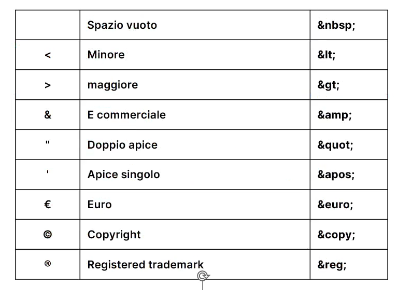 Spazio vuoto &nbsp;
< Minore &lt;
> maggiore &gt;
& E commerciale &amp;
" Doppio apice &quot;
' Apice singolo &apos;
€ Euro &euro;
© Copyright &copy;
® Registered trademark &reg;